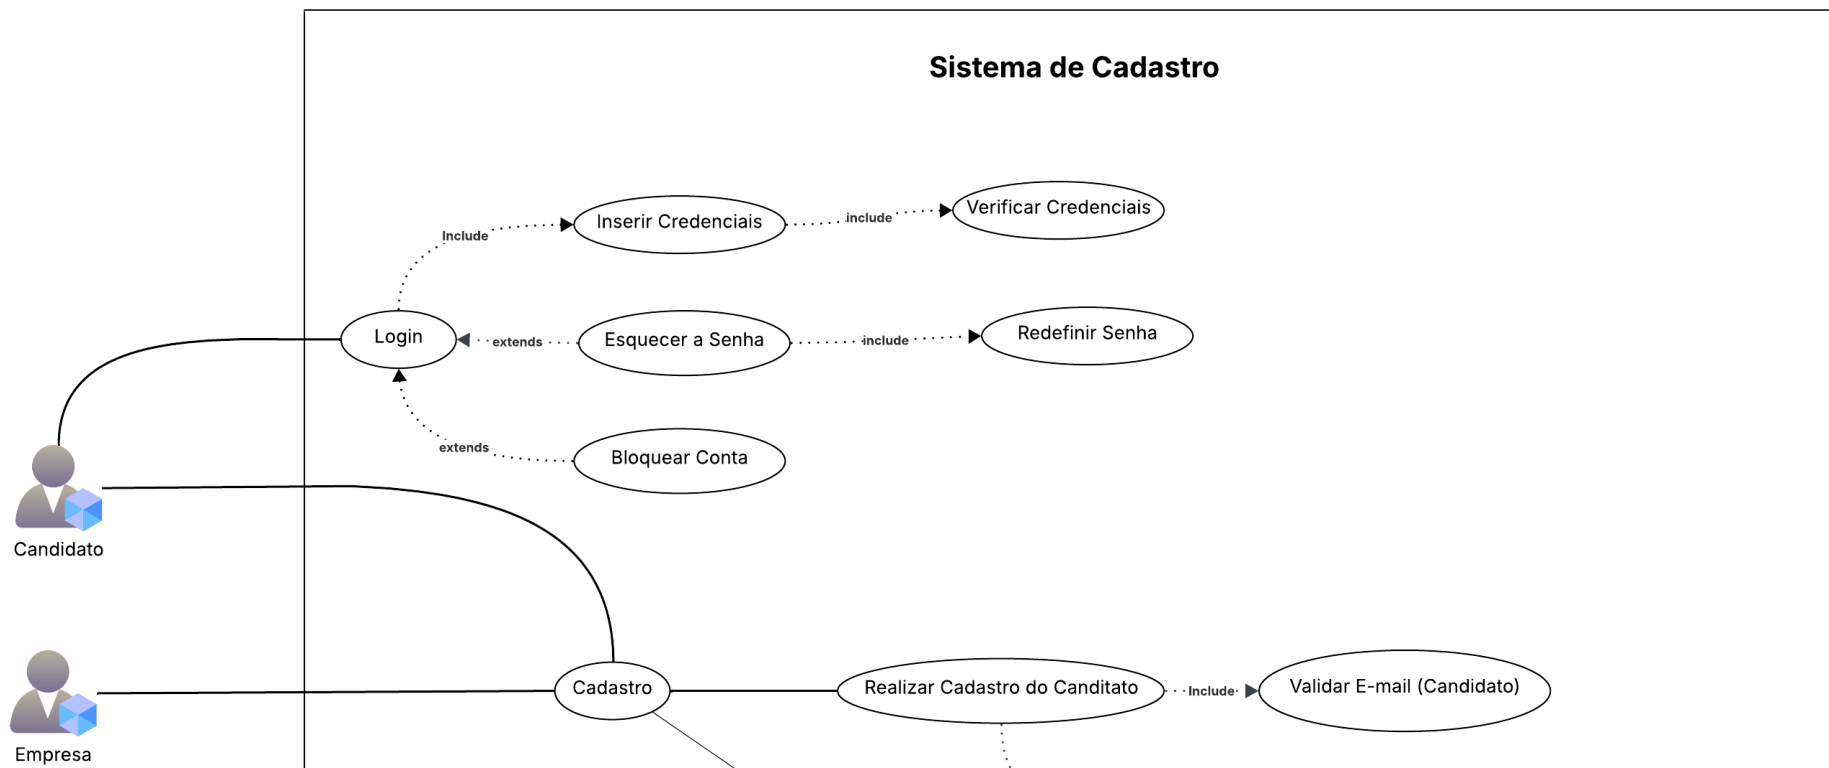 Sistema de Cadastro
Inserir Credenciais
Verificar Credenciais
Include
include
Login
extends
Esquecer a Senha
include
Redefinir Senha
extends
Bloquear Conta
Candidato
Cadastro
Realizar Cadastro do Canditato
Include
Validar E-mail (Candidato)
Empresa